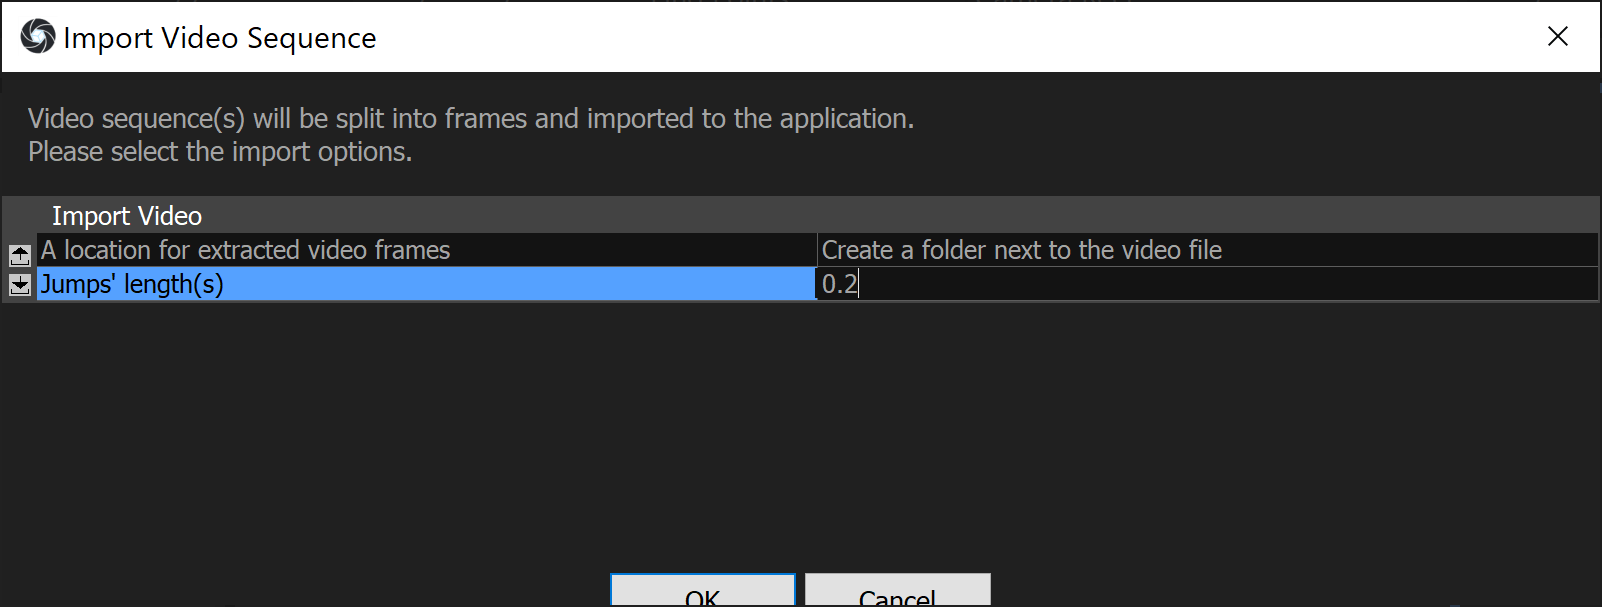 Import Video Sequence
Video sequence(s) will be split into frames and imported to the application.
Please select the import options.
Import Video
A location for extracted video frames Create a folder next to the video file
Jumps' length(s) 0.2
OK Cancel